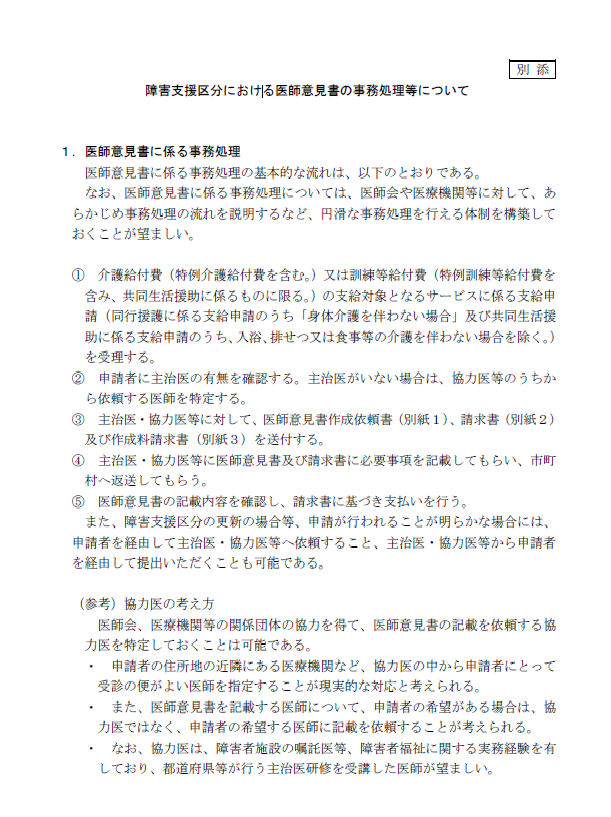 別 添
障害支援区分における医師意見書の事務処理等について
１．医師意見書に係る事務処理
医師意見書に係る事務処理の基本的な流れは、以下のとおりである。
なお、医師意見書に係る事務処理については、医師会や医療機関等に対して、あ
らかじめ事務処理の流れを説明するなど、円滑な事務処理を行える体制を構築して
おくことが望ましい。
① 介護給付費（特例介護給付費を含む。）又は訓練等給付費（特例訓練等給付費を
含み、共同生活援助に係るものに限る。）の支給対象となるサービスに係る支給申
請（同行援護に係る支給申請のうち「身体介護を伴わない場合」及び共同生活援
助に係る支給申請のうち、入浴、排せつ又は食事等の介護を伴わない場合を除く。）
を受理する。
② 申請者に主治医の有無を確認する。主治医がいない場合は、協力医等のうちか
ら依頼する医師を特定する。
③ 主治医・協力医等に対して、医師意見書作成依頼書（別紙１）、請求書（別紙２）
及び作成料請求書（別紙３）を送付する。
④ 主治医・協力医等に医師意見書及び請求書に必要事項を記載してもらい、市町
村へ返送してもらう。
⑤ 医師意見書の記載内容を確認し、請求書に基づき支払いを行う。
また、障害支援区分の更新の場合等、申請が行われることが明らかな場合には、
申請者を経由して主治医・協力医等へ依頼すること、主治医・協力医等から申請者
を経由して提出いただくことも可能である。
（参考）協力医の考え方
医師会、医療機関等の関係団体の協力を得て、医師意見書の記載を依頼する協
力医を特定しておくことは可能である。
・ 申請者の住所地の近隣にある医療機関など、協力医の中から申請者にとって
受診の便がよい医師を指定することが現実的な対応と考えられる。
・ また、医師意見書を記載する医師について、申請者の希望がある場合は、協
力医ではなく、申請者の希望する医師に記載を依頼することが考えられる。
・ なお、協力医は、障害者施設の嘱託医等、障害者福祉に関する実務経験を有
しており、都道府県等が行う主治医研修を受講した医師が望ましい。